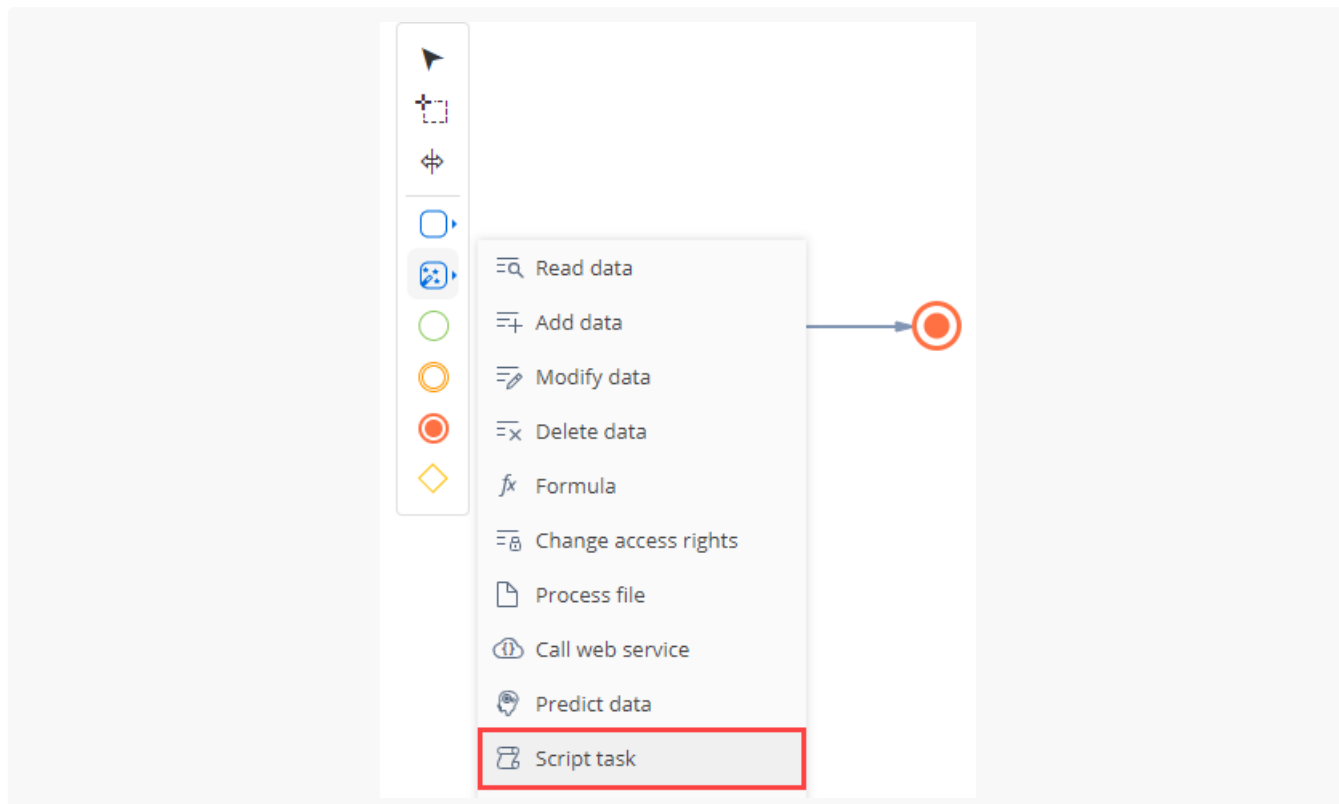 Read data
Add data
Modify data
Delete data
fx Formula
Change access rights
Process file
Call web service
Predict data
Script task